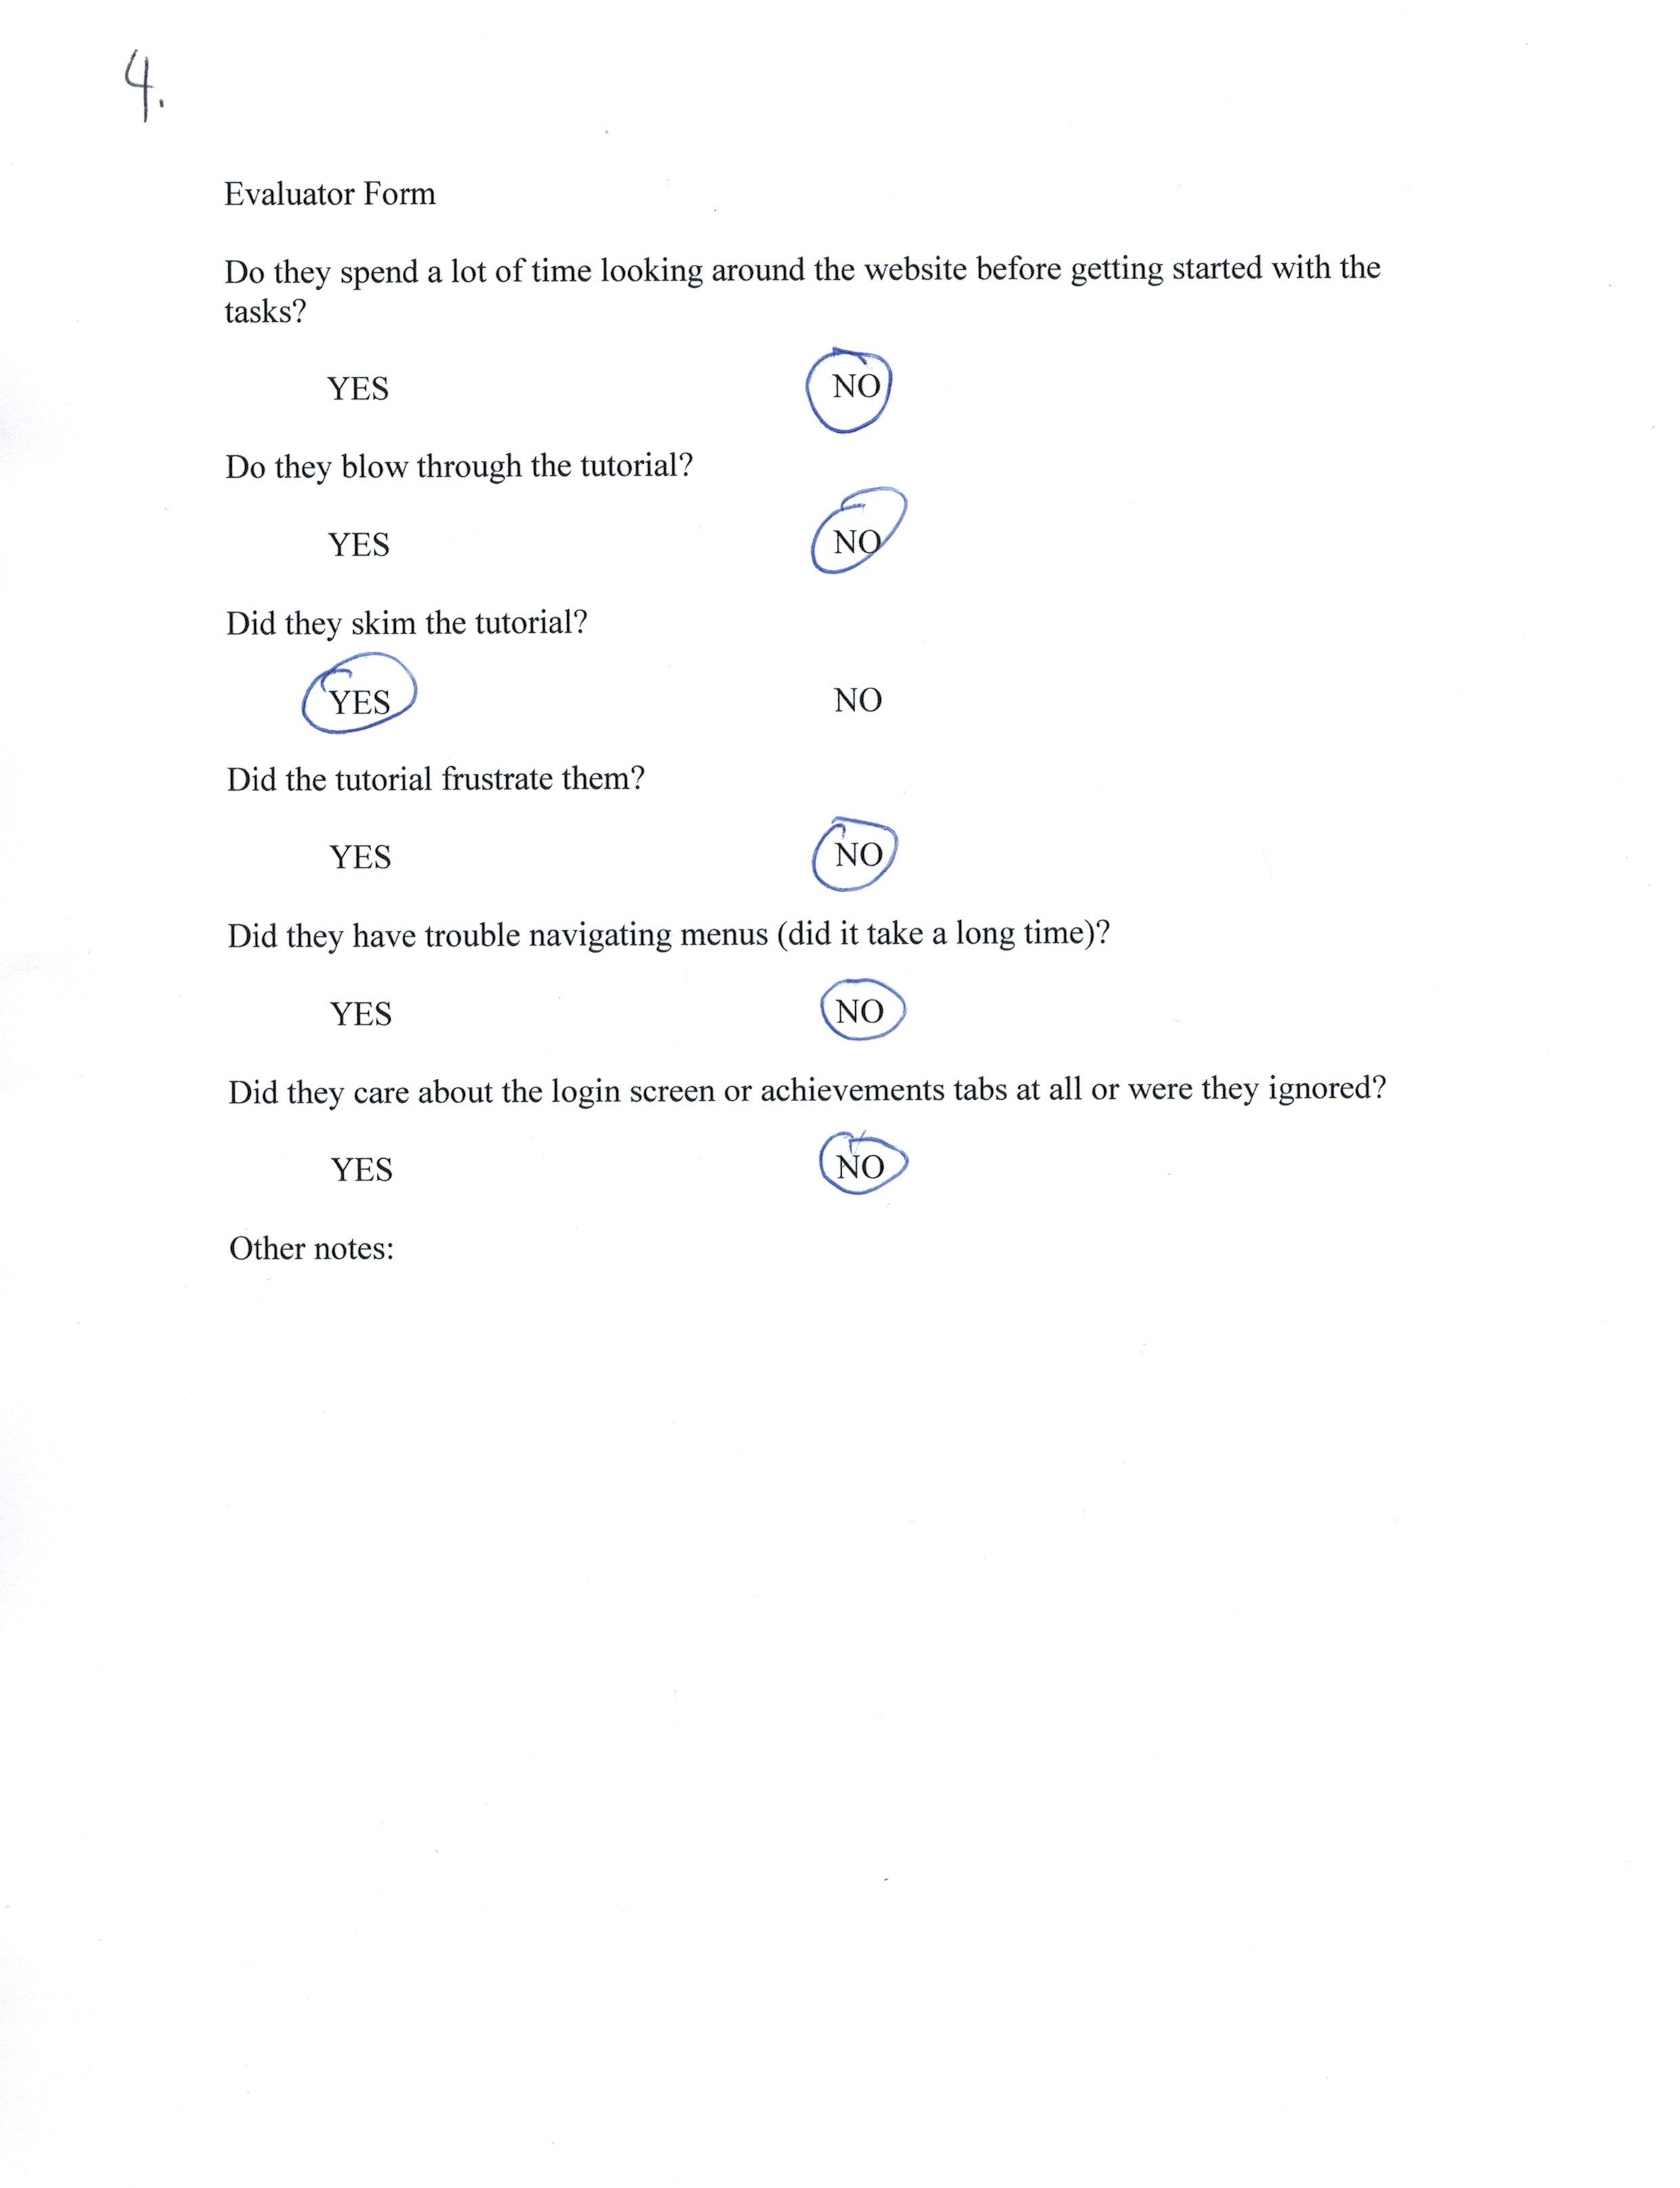 4.
Evaluator Form
Do they spend a lot of time looking around the website before getting started with the
tasks?
YES NO
Do they blow through the tutorial?
YES NO
Did they skim the tutorial?
YES NO
Did the tutorial frustrate them?
YES NO
Did they have trouble navigating menus (did it take a long time)?
YES NO
Did they care about the login screen or achievements tabs at all or were they ignored?
YES NO
Other notes: